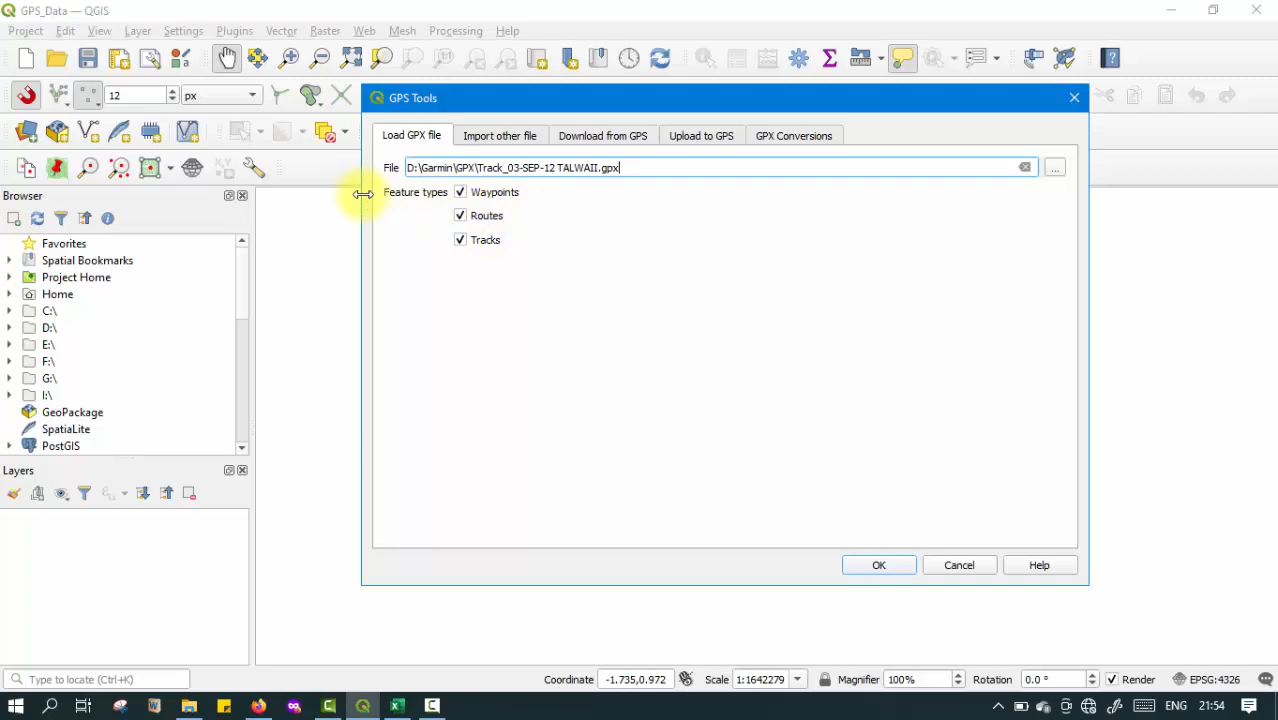 GPS_Data — QGIS
Project Edit View Layer Settings Plugins Vector Raster Database Web Mesh Processing Help
12 px
GPS Tools
Load GPX file Import other file Download from GPS Upload to GPS GPX Conversions
File D:\Garmin\GPX\Track_03-SEP-12 TALWAII.gpx ...
Feature types Waypoints
Routes
Tracks
OK Cancel Help
Browser
Favorites
Spatial Bookmarks
Project Home
Home
C:\
D:\
E:\
F:\
G:\
I:\
GeoPackage
SpatiaLite
PostGIS
Layers
Type to locate (Ctrl+K) Coordinate -1.735,0.972 Scale 1:1642279 Magnifier 100% Rotation 0.0 ° Render EPSG:4326
ENG 21:54